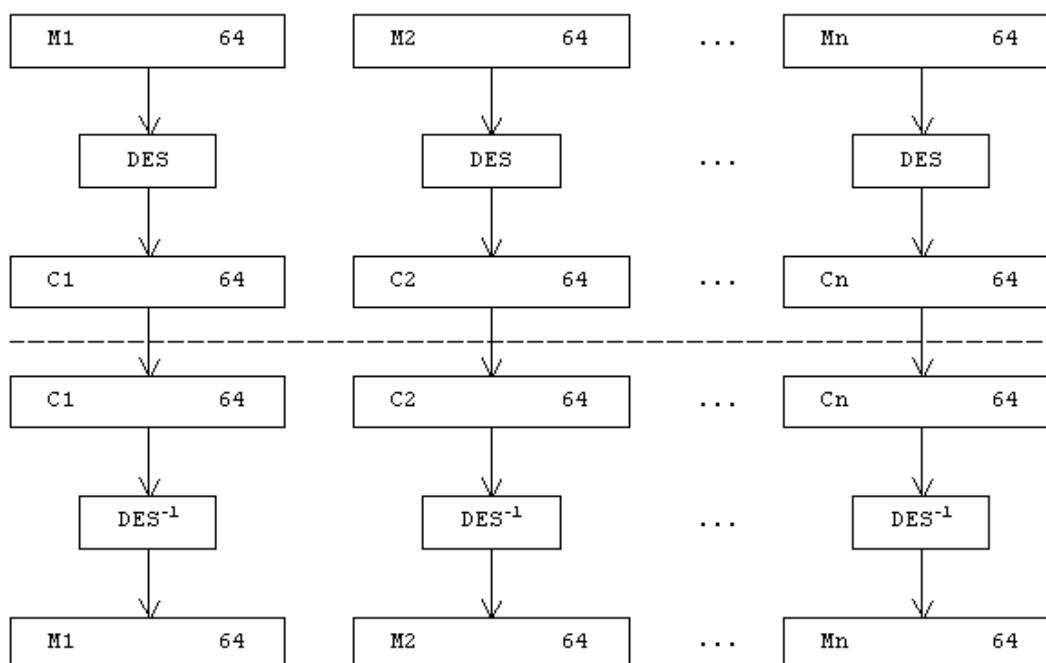 M1 64 M2 64 ... Mn 64
DES DES ... DES
C1 64 C2 64 ... Cn 64
C1 64 C2 64 ... Cn 64
DES⁻¹ DES⁻¹ ... DES⁻¹
M1 64 M2 64 ... Mn 64